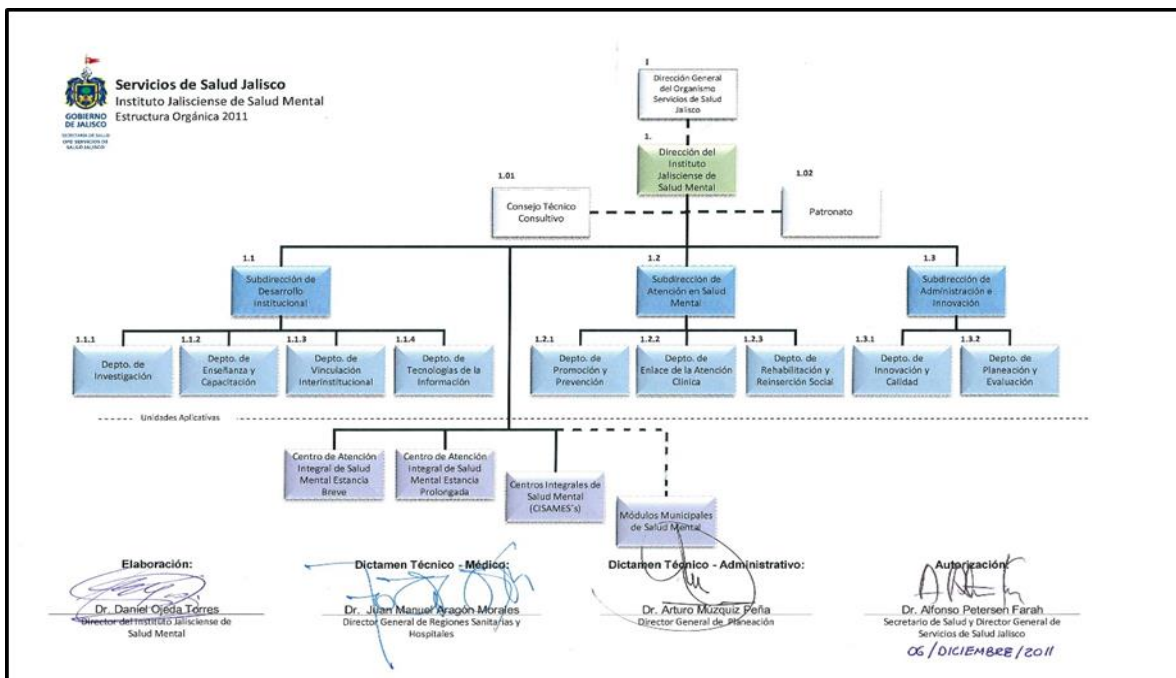 GOBIERNO
DE JALISCO
SECRETARÍA DE SALUD
OPD SERVICIOS DE
SALUD JALISCO
Servicios de Salud Jalisco
Instituto Jalisciense de Salud Mental
Estructura Orgánica 2011
I
Dirección General
del Organismo
Servicios de Salud
Jalisco
1.
Dirección del
Instituto
Jalisciense de
Salud Mental
1.01
Consejo Técnico
Consultivo
1.02
Patronato
1.1
Subdirección de
Desarrollo
Institucional
1.2
Subdirección de
Atención en Salud
Mental
1.3
Subdirección de
Administración e
Innovación
1.1.1
Depto. de
Investigación
1.1.2
Depto. de
Enseñanza y
Capacitación
1.1.3
Depto. de
Vinculación
Interinstitucional
1.1.4
Depto. de
Tecnologías de la
Información
1.2.1
Depto. de
Promoción y
Prevención
1.2.2
Depto. de
Enlace de la Atención
Clínica
1.2.3
Depto. de
Rehabilitación y
Reinserción Social
1.3.1
Depto. de
Innovación y
Calidad
1.3.2
Depto. de
Planeación y
Evaluación
Unidades Aplicativas
Centro de Atención
Integral de Salud
Mental Estancia
Breve
Centro de Atención
Integral de Salud
Mental Estancia
Prolongada
Centros Integrales de
Salud Mental
(CISAMES´s)
Módulos Municipales
de Salud Mental
Elaboración:
Dr. Daniel Ojeda Torres
Director del Instituto Jalisciense de
Salud Mental
Dictamen Técnico - Médico:
Dr. Juan Manuel Aragón Morales
Director General de Regiones Sanitarias y
Hospitales
Dictamen Técnico - Administrativo:
Dr. Arturo Múzquiz Peña
Director General de Planeación
Autorización:
Dr. Alfonso Petersen Farah
Secretario de Salud y Director General de
Servicios de Salud Jalisco
06/DICIEMBRE/2011